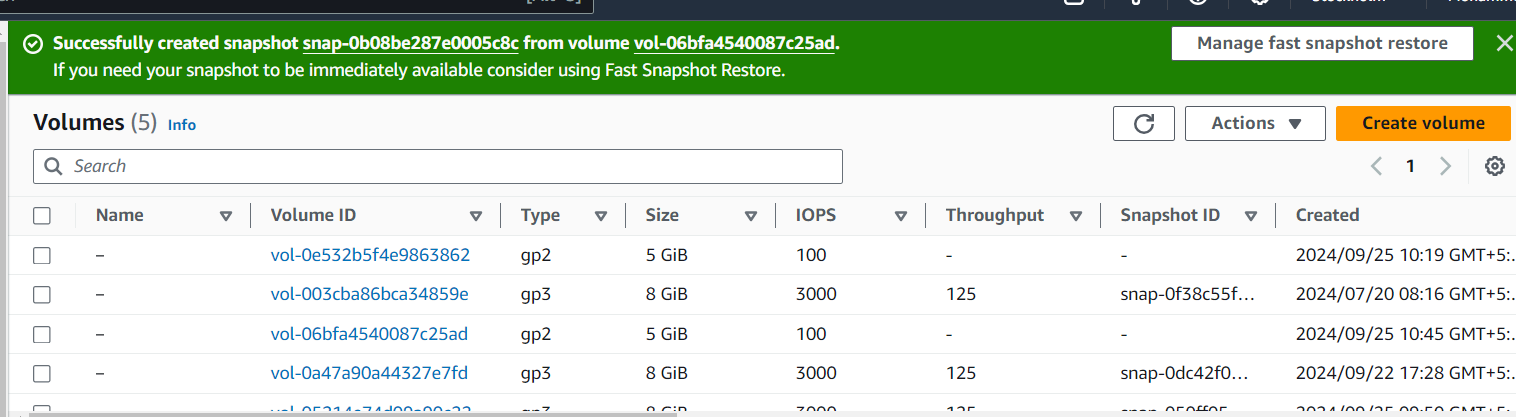 Successfully created snapshot snap-0b08be287e0005c8c from volume vol-06bfa4540087c25ad.
If you need your snapshot to be immediately available consider using Fast Snapshot Restore.
Manage fast snapshot restore
Volumes (5) Info
Actions
Create volume
Search
1
Name Volume ID Type Size IOPS Throughput Snapshot ID Created
– vol-0e532b5f4e9863862 gp2 5 GiB 100 - - 2024/09/25 10:19 GMT+5:...
– vol-003cba86bca34859e gp3 8 GiB 3000 125 snap-0f38c55f... 2024/07/20 08:16 GMT+5:...
– vol-06bfa4540087c25ad gp2 5 GiB 100 - - 2024/09/25 10:45 GMT+5:...
– vol-0a47a90a44327e7fd gp3 8 GiB 3000 125 snap-0dc42f0... 2024/09/22 17:28 GMT+5:...